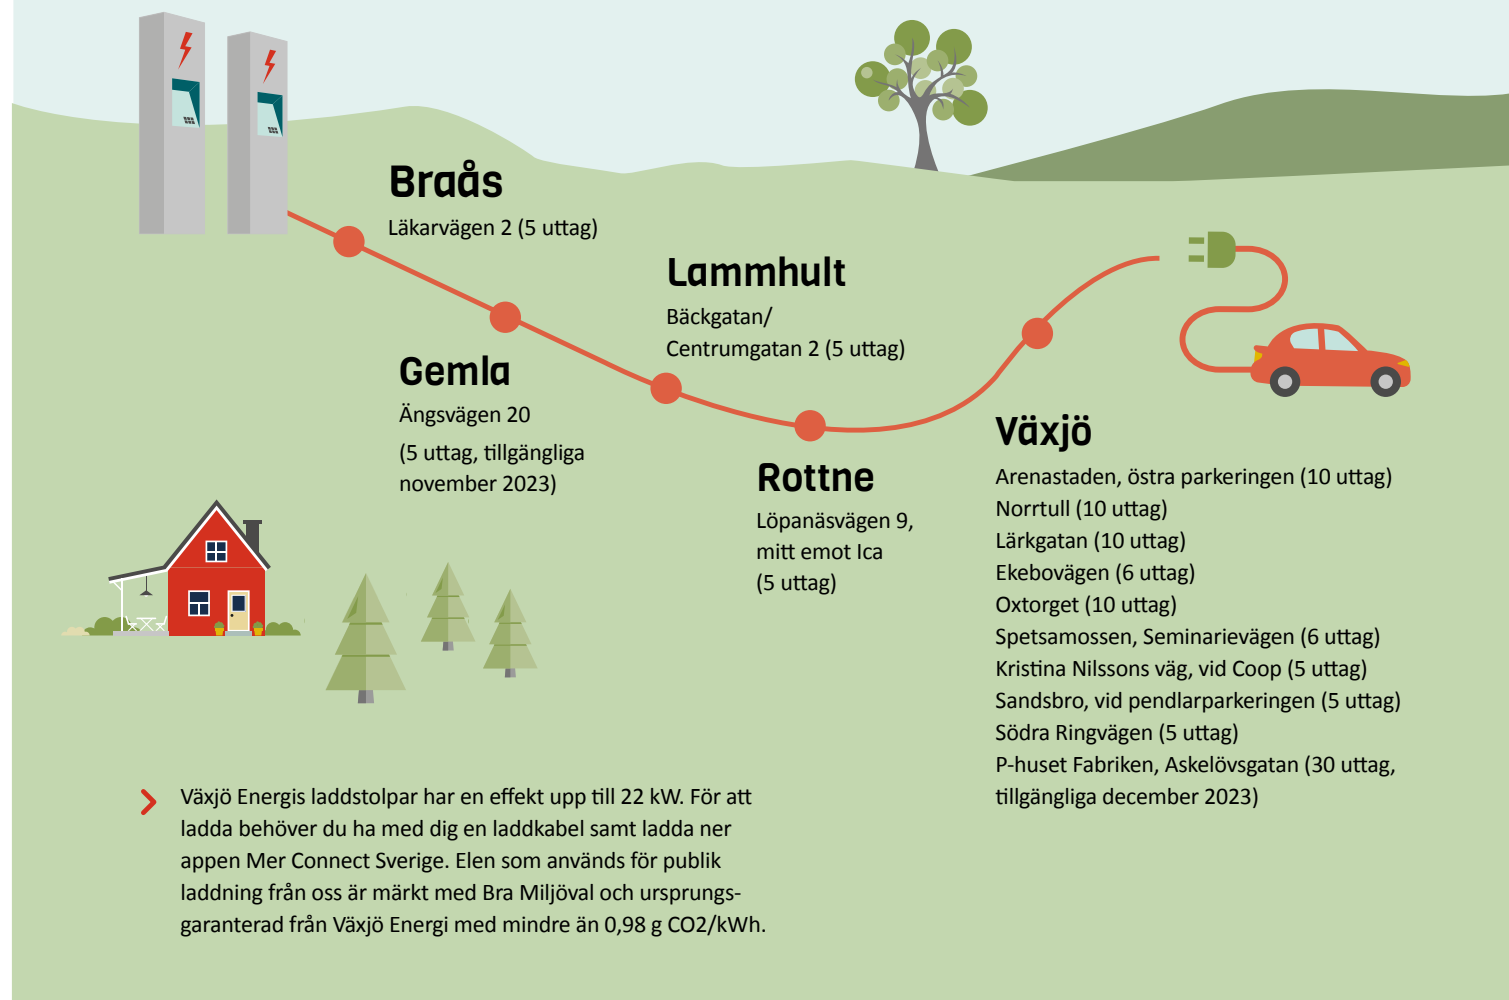 Braås
Läkarvägen 2 (5 uttag)
Lammhult
Bäckgatan/
Centrumgatan 2 (5 uttag)
Gemla
Ängsvägen 20
(5 uttag, tillgängliga
november 2023)
Rottne
Löpanäsvägen 9,
mitt emot Ica
(5 uttag)
Växjö
Arenastaden, östra parkeringen (10 uttag)
Norrtull (10 uttag)
Lärkgatan (10 uttag)
Ekebovägen (6 uttag)
Oxtorget (10 uttag)
Spetsamossen, Seminarievägen (6 uttag)
Kristina Nilssons väg, vid Coop (5 uttag)
Sandsbro, vid pendlarparkeringen (5 uttag)
Södra Ringvägen (5 uttag)
P-huset Fabriken, Askelövsgatan (30 uttag,
tillgängliga december 2023)
Växjö Energis laddstolpar har en effekt upp till 22 kW. För att
ladda behöver du ha med dig en laddkabel samt ladda ner
appen Mer Connect Sverige. Elen som används för publik
laddning från oss är märkt med Bra Miljöval och ursprungs-
garanterad från Växjö Energi med mindre än 0,98 g CO2/kWh.